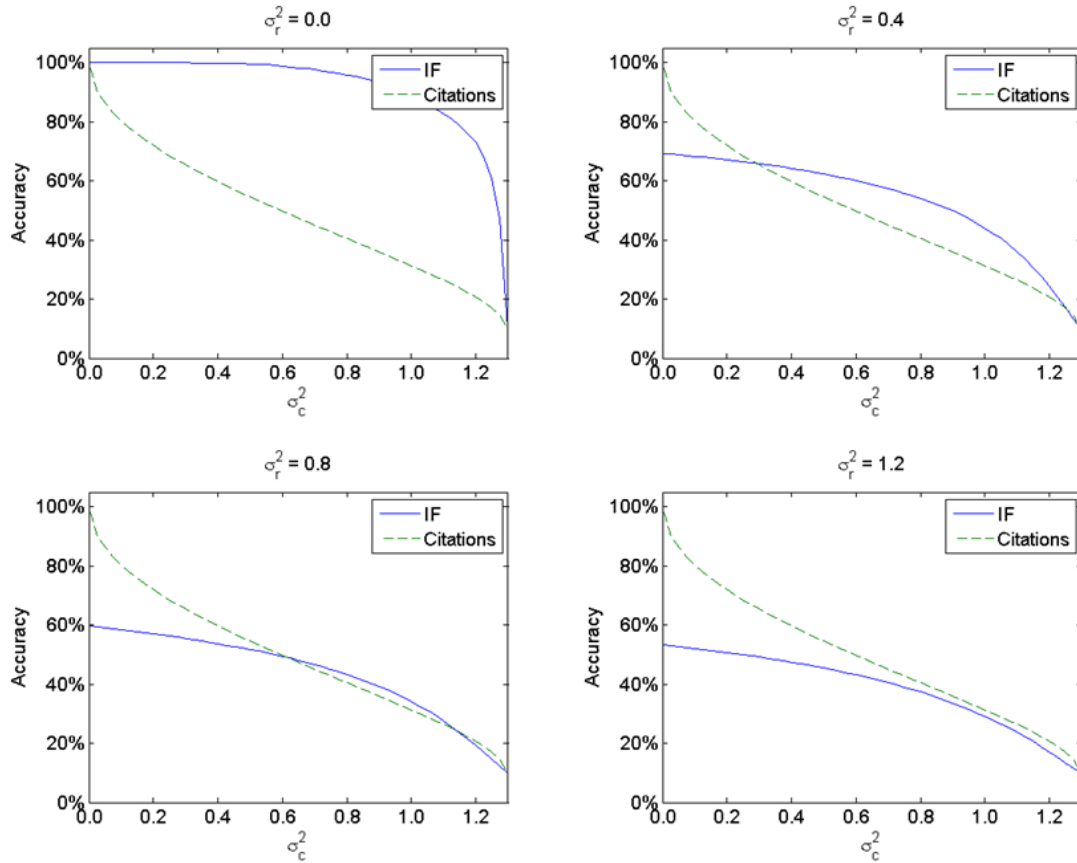 σ_r^2 = 0.0
100%
80%
60%
40%
20%
0%
Accuracy
IF
Citations
0.0 0.2 0.4 0.6 0.8 1.0 1.2
σ_c^2
σ_r^2 = 0.4
100%
80%
60%
40%
20%
0%
Accuracy
IF
Citations
0.0 0.2 0.4 0.6 0.8 1.0 1.2
σ_c^2
σ_r^2 = 0.8
100%
80%
60%
40%
20%
0%
Accuracy
IF
Citations
0.0 0.2 0.4 0.6 0.8 1.0 1.2
σ_c^2
σ_r^2 = 1.2
100%
80%
60%
40%
20%
0%
Accuracy
IF
Citations
0.0 0.2 0.4 0.6 0.8 1.0 1.2
σ_c^2